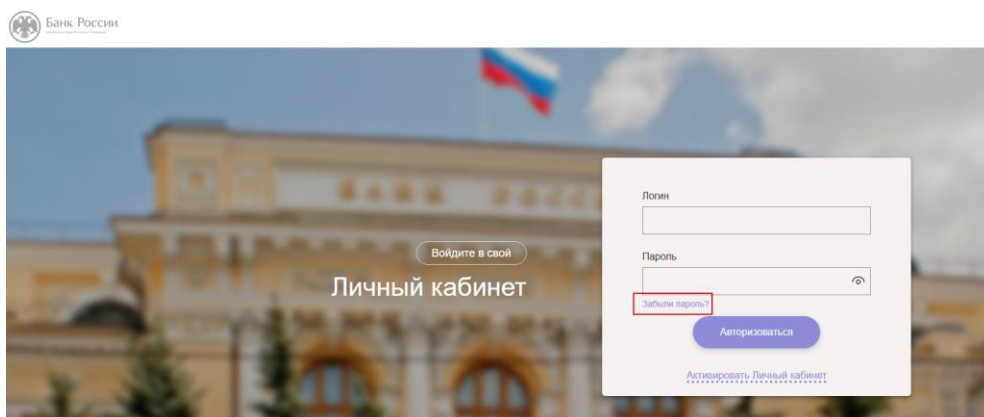 Банк России
Войдите в свой
Личный кабинет
Логин
Пароль
Забыли пароль?
Авторизоваться
Активировать Личный кабинет